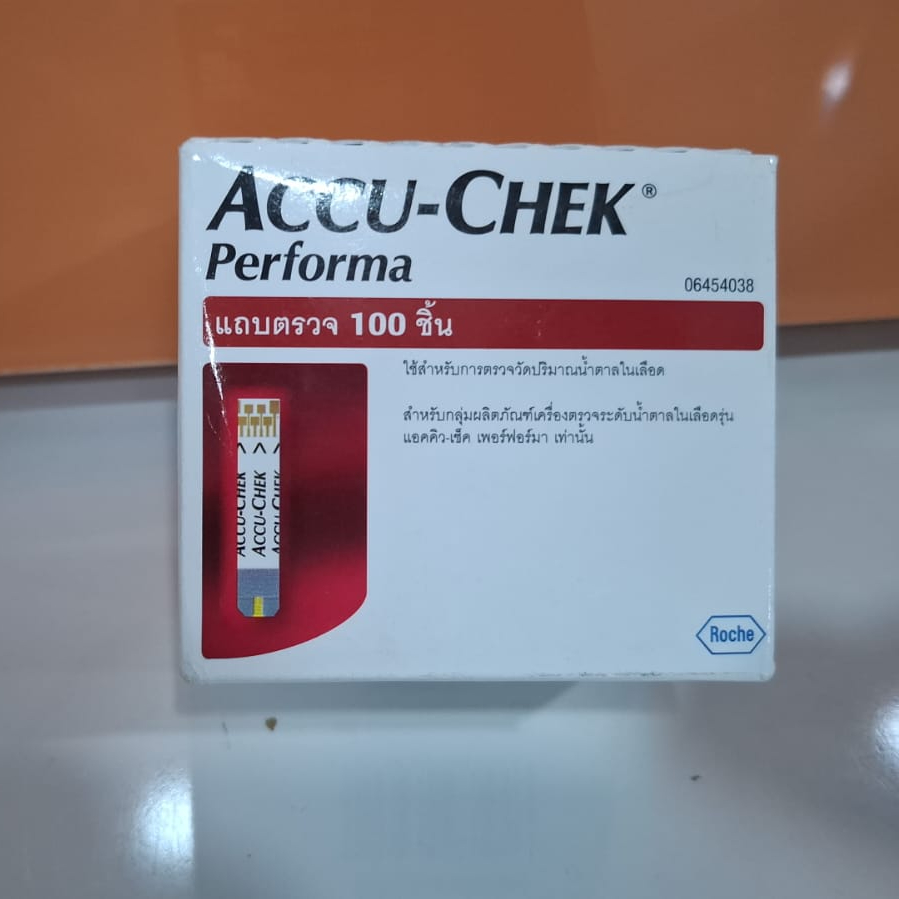 ACCU-CHEK®
Performa
06454038
แถบตรวจ 100 ชิ้น
ใช้สำหรับการตรวจวัดปริมาณน้ำตาลในเลือด
สำหรับกลุ่มผลิตภัณฑ์เครื่องตรวจระดับน้ำตาลในเลือดรุ่น
แอคคิว-เช็ค เพอร์ฟอร์มา เท่านั้น
ACCU-CHEK
ACCU-CHEK
ACCU-CHEK
Roche